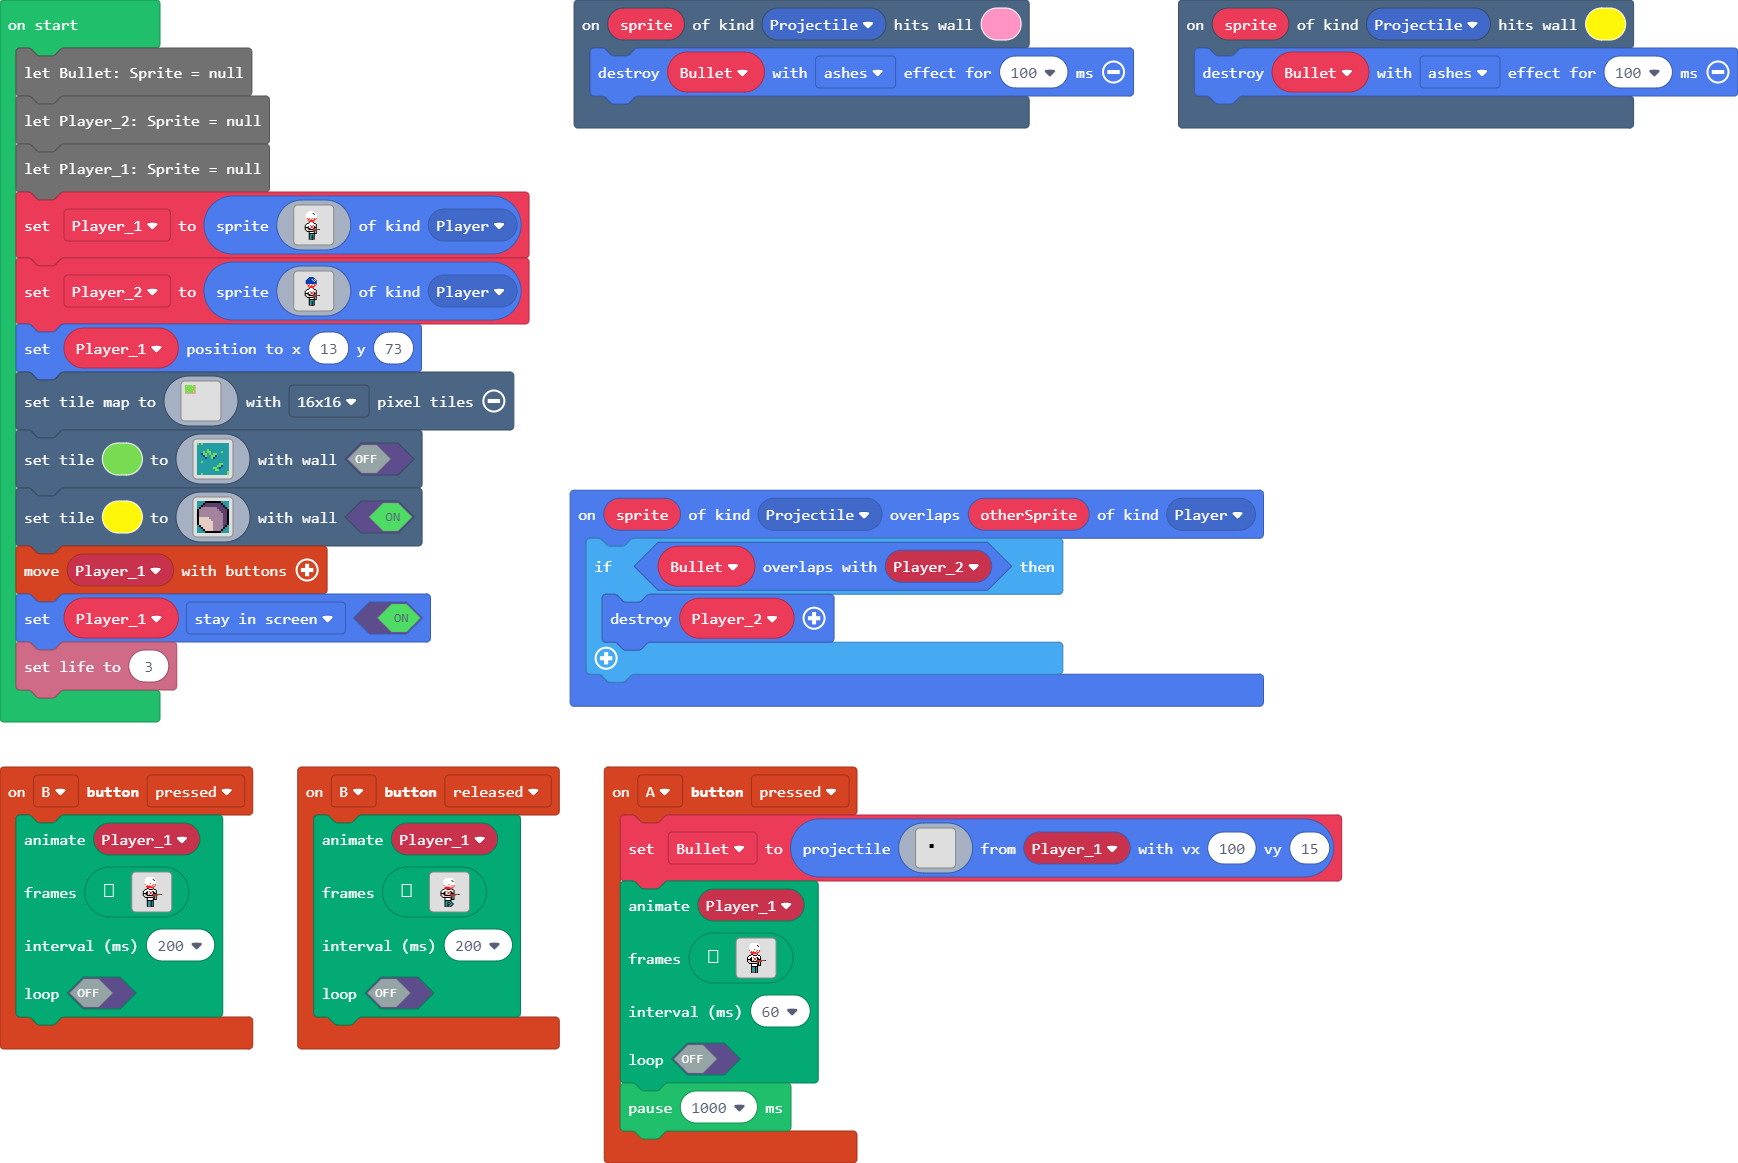 on start
let Bullet: Sprite = null
let Player_2: Sprite = null
let Player_1: Sprite = null
set Player_1 to sprite of kind Player
set Player_2 to sprite of kind Player
set Player_1 position to x 13 y 73
set tile map to with 16x16 pixel tiles
set tile to with wall OFF
set tile to with wall ON
move Player_1 with buttons
set Player_1 stay in screen ON
set life to 3
on sprite of kind Projectile hits wall
destroy Bullet with ashes effect for 100 ms
on sprite of kind Projectile hits wall
destroy Bullet with ashes effect for 100 ms
on sprite of kind Projectile overlaps otherSprite of kind Player
if Bullet overlaps with Player_2 then
destroy Player_2
on B button pressed
animate Player_1
frames
interval (ms) 200
loop OFF
on B button released
animate Player_1
frames
interval (ms) 200
loop OFF
on A button pressed
set Bullet to projectile from Player_1 with vx 100 vy 15
animate Player_1
frames
interval (ms) 60
loop OFF
pause 1000 ms